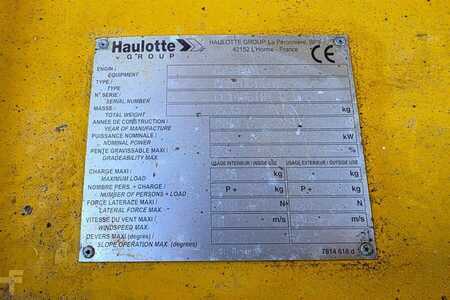 Haulotte
GROUP
HAULOTTE GROUP, La Péronnière, BP9
42152 L'Horme - France
CE
ENGIN /
EQUIPMENT
TYPE /
TYPE
N° SERIE /
SERIAL NUMBER
MASSE /
TOTAL WEIGHT
kg
ANNEE DE CONSTRUCTION /
YEAR OF MANUFACTURE
PUISSANCE NOMINALE /
NOMINAL POWER
kW
PENTE GRAVISSABLE MAXI /
GRADEABILITY MAX.
%
USAGE INTERIEUR / INSIDE USE
USAGE EXTERIEUR / OUTSIDE USE
CHARGE MAXI /
MAXIMUM LOAD
kg
kg
NOMBRE PERS. + CHARGE /
NUMBER OF PERSONS + LOAD
P +
kg
P +
kg
FORCE LATERALE MAXI /
LATERAL FORCE MAX.
N
N
VITESSE DU VENT MAXI /
WINDSPEED MAX.
m/s
m/s
DEVERS MAXI (degrés) /
SLOPE OPERATION MAX. (degrees)
7814 618 d